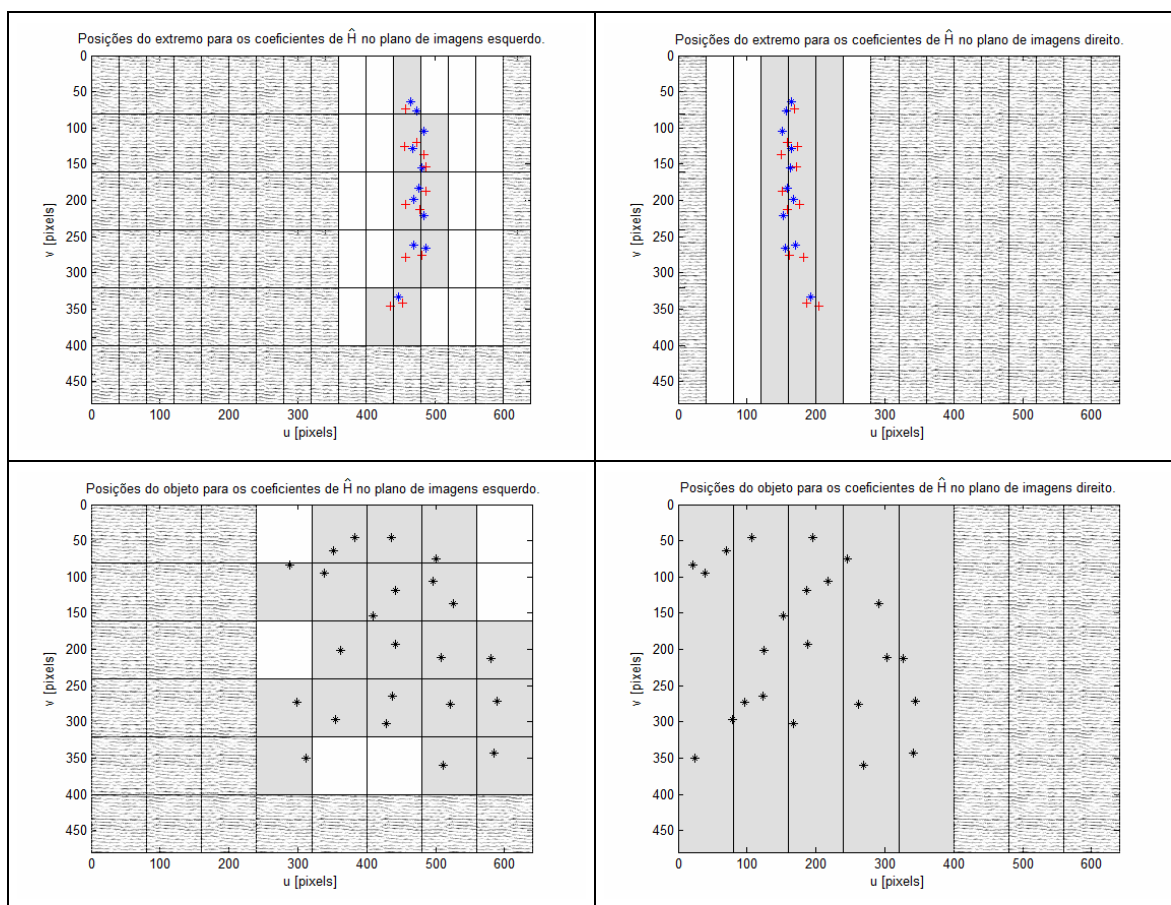 Posições do extremo para os coeficientes de Ĥ no plano de imagens esquerdo.
0
50
100
150
200
250
300
350
400
450
v [pixels]
0 100 200 300 400 500 600
u [pixels]
Posições do extremo para os coeficientes de Ĥ no plano de imagens direito.
0
50
100
150
200
250
300
350
400
450
v [pixels]
0 100 200 300 400 500 600
u [pixels]
Posições do objeto para os coeficientes de Ĥ no plano de imagens esquerdo.
0
50
100
150
200
250
300
350
400
450
v [pixels]
0 100 200 300 400 500 600
u [pixels]
Posições do objeto para os coeficientes de Ĥ no plano de imagens direito.
0
50
100
150
200
250
300
350
400
450
v [pixels]
0 100 200 300 400 500 600
u [pixels]